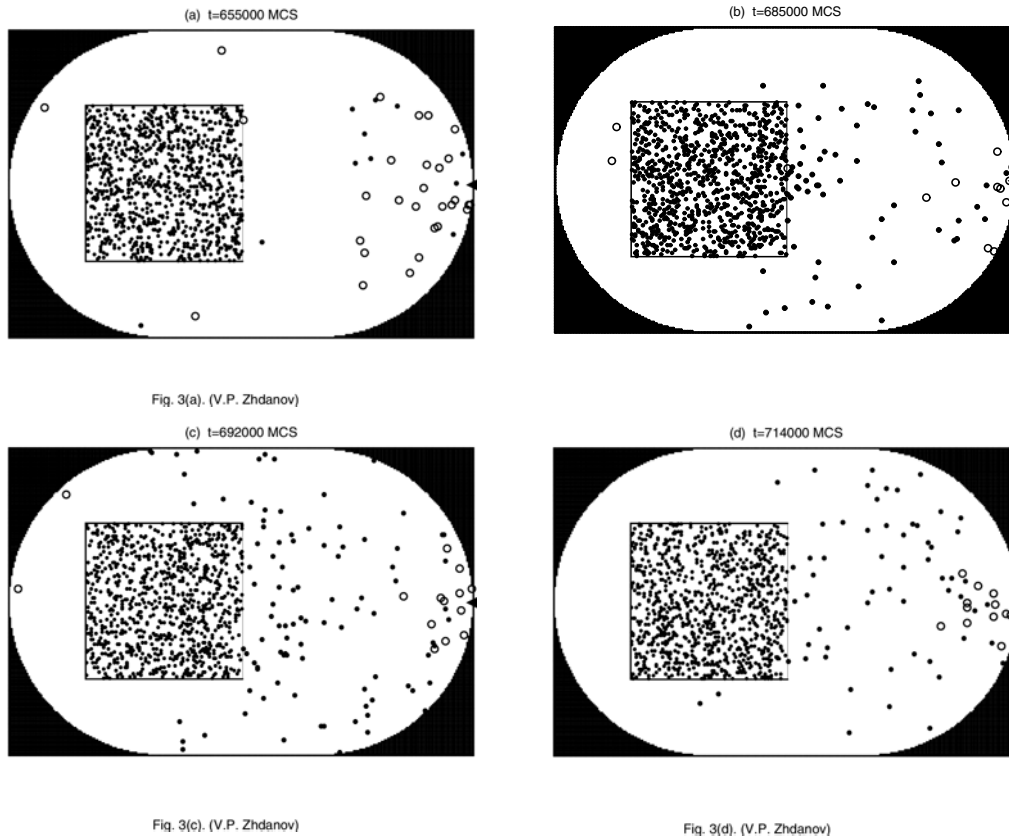 (a) t=655000 MCS
(b) t=685000 MCS
Fig. 3(a). (V.P. Zhdanov)
(c) t=692000 MCS
(d) t=714000 MCS
Fig. 3(c). (V.P. Zhdanov)
Fig. 3(d). (V.P. Zhdanov)